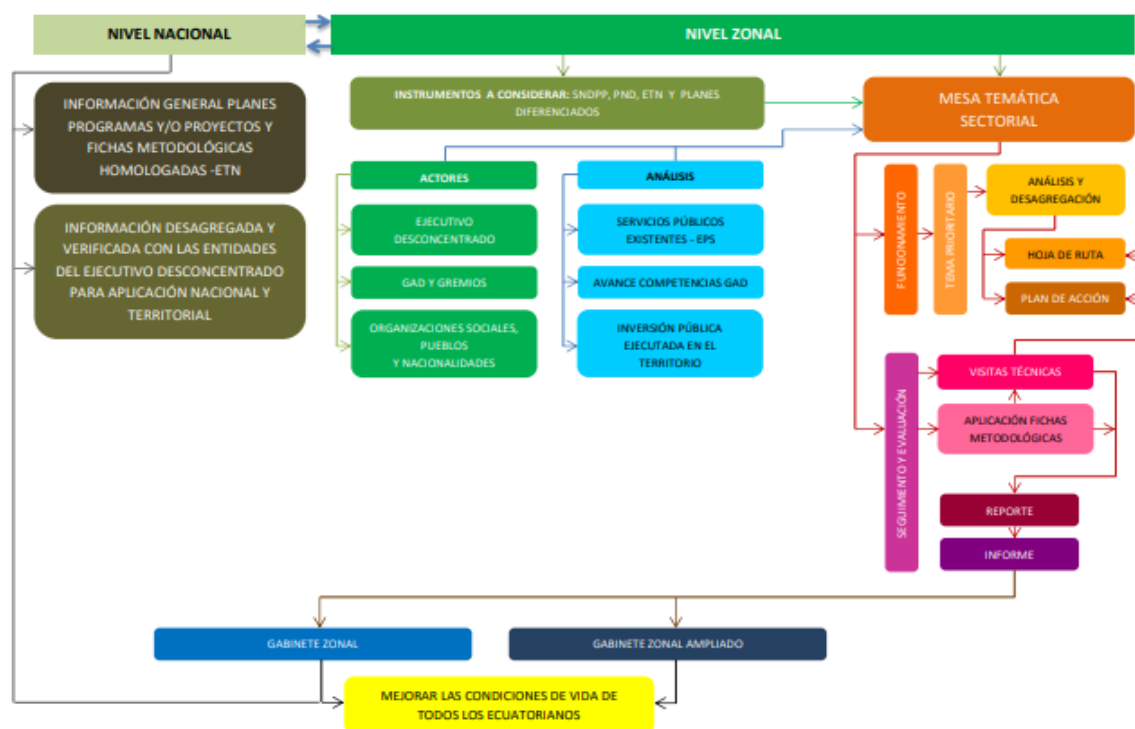 NIVEL NACIONAL
NIVEL ZONAL
INFORMACIÓN GENERAL PLANES
PROGRAMAS Y/O PROYECTOS Y
FICHAS METODOLÓGICAS
HOMOLOGADAS -ETN
INFORMACIÓN DESAGREGADA Y
VERIFICADA CON LAS ENTIDADES
DEL EJECUTIVO DESCONCENTRADO
PARA APLICACIÓN NACIONAL Y
TERRITORIAL
INSTRUMENTOS A CONSIDERAR: SNDPP, PND, ETN Y PLANES
DIFERENCIADOS
MESA TEMÁTICA
SECTORIAL
ACTORES
EJECUTIVO
DESCONCENTRADO
GAD Y GREMIOS
ORGANIZACIONES SOCIALES,
PUEBLOS
Y NACIONALIDADES
ANÁLISIS
SERVICIOS PÚBLICOS
EXISTENTES - EPS
AVANCE COMPETENCIAS GAD
INVERSIÓN PÚBLICA
EJECUTADA EN EL
TERRITORIO
FUNCIONAMIENTO
TEMA PRIORITARIO
ANÁLISIS Y
DESAGREGACIÓN
HOJA DE RUTA
PLAN DE ACCIÓN
SEGUIMIENTO Y EVALUACIÓN
VISITAS TÉCNICAS
APLICACIÓN FICHAS
METODOLÓGICAS
REPORTE
INFORME
GABINETE ZONAL
GABINETE ZONAL AMPLIADO
MEJORAR LAS CONDICIONES DE VIDA DE
TODOS LOS ECUATORIANOS